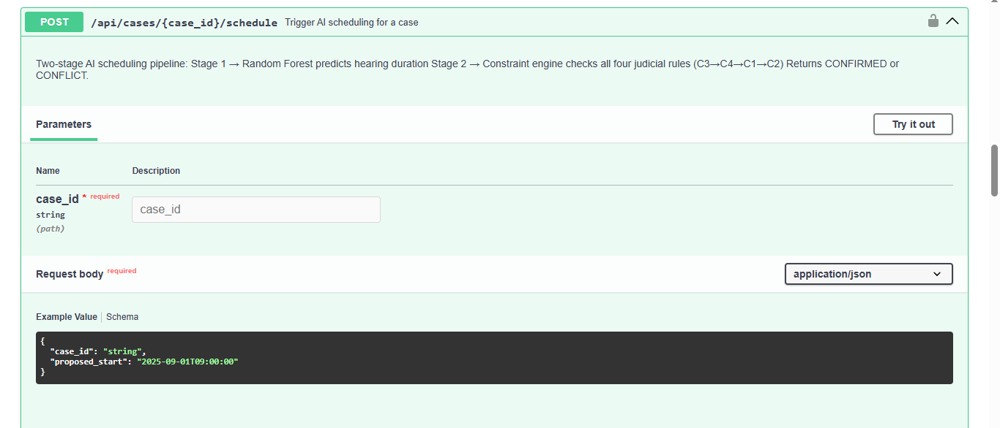 POST /api/cases/{case_id}/schedule Trigger AI scheduling for a case
Two-stage AI scheduling pipeline: Stage 1 → Random Forest predicts hearing duration Stage 2 → Constraint engine checks all four judicial rules (C3→C4→C1→C2) Returns CONFIRMED or
CONFLICT.
Parameters
Try it out
Name Description
case_id * required
string
(path)
case_id
Request body required
application/json
Example Value Schema
{
  "case_id": "string",
  "proposed_start": "2025-09-01T09:00:00"
}